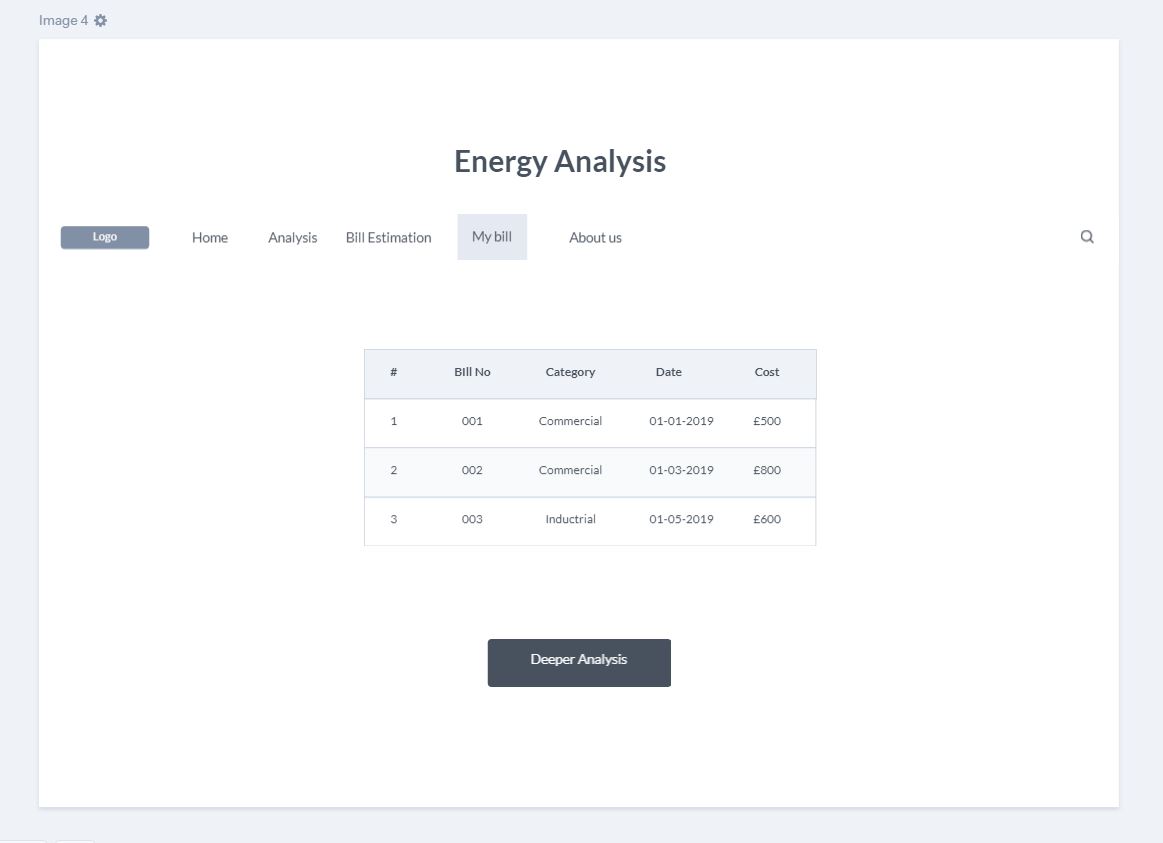 Image 4
Energy Analysis
Logo Home Analysis Bill Estimation My bill About us
# BIll No Category Date Cost
1 001 Commercial 01-01-2019 £500
2 002 Commercial 01-03-2019 £800
3 003 Inductrial 01-05-2019 £600
Deeper Analysis